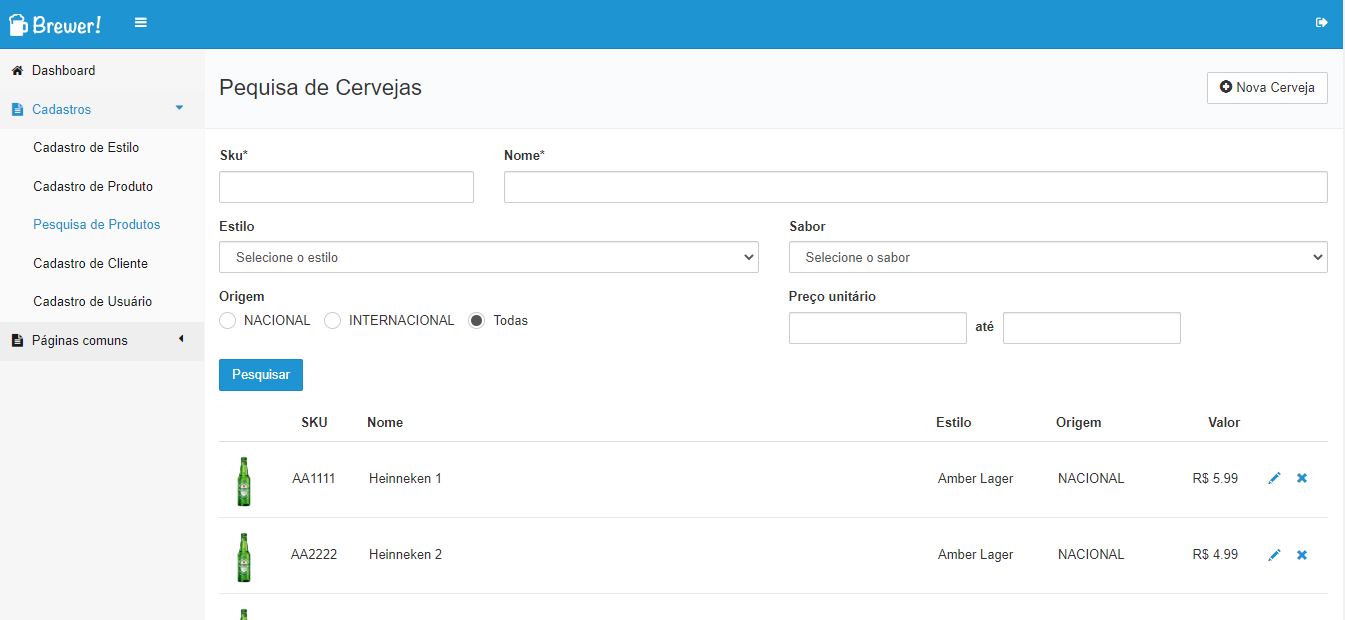 Brewer!
Dashboard
Cadastros
Cadastro de Estilo
Cadastro de Produto
Pesquisa de Produtos
Cadastro de Cliente
Cadastro de Usuário
Páginas comuns
Pequisa de Cervejas
Nova Cerveja
Sku* Nome*
Estilo Sabor
Selecione o estilo Selecione o sabor
Origem Preço unitário
NACIONAL INTERNACIONAL Todas até
Pesquisar
SKU Nome Estilo Origem Valor
AA1111 Heinneken 1 Amber Lager NACIONAL R$ 5.99
AA2222 Heinneken 2 Amber Lager NACIONAL R$ 4.99